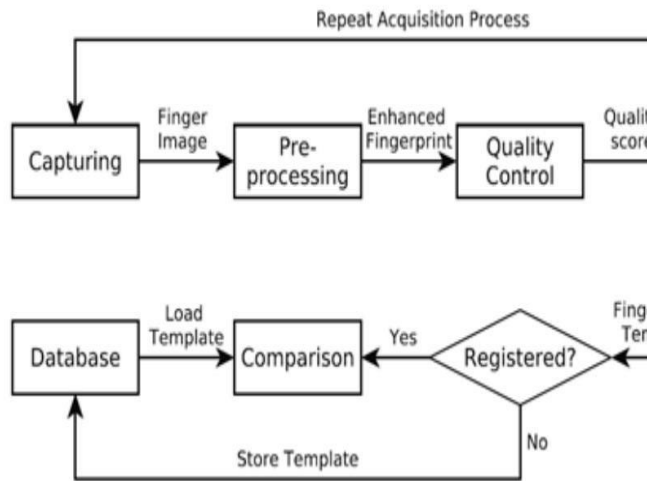 Repeat Acquisition Process
Finger
Image
Enhanced
Fingerprint
Capturing
Pre-
processing
Quality
Control
score
Load
Template
Database
Comparison
Yes
Registered?
No
Store Template